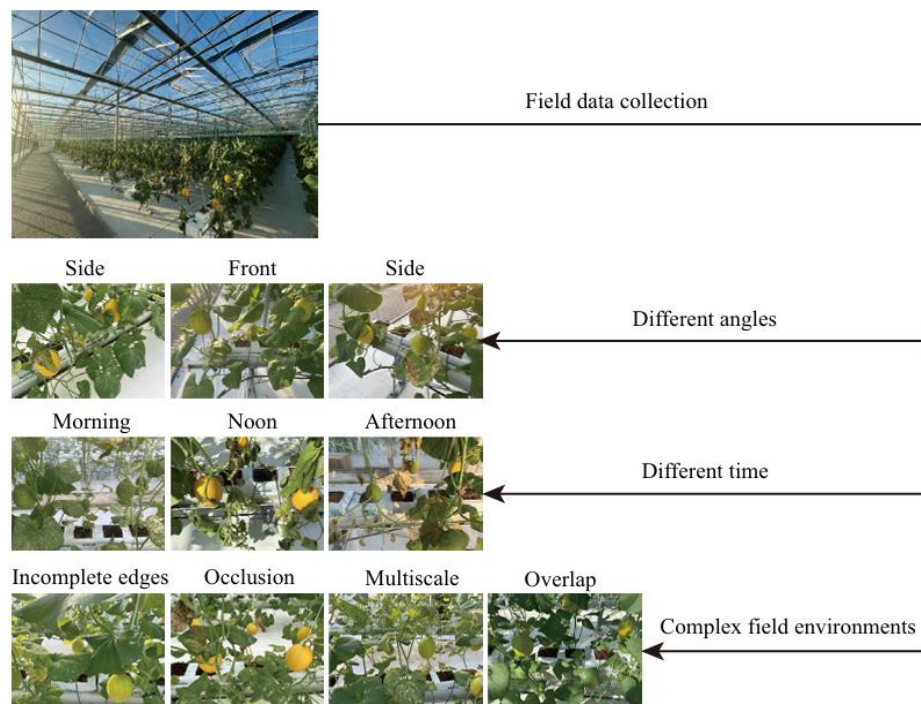 Field data collection
Side Front Side
Different angles
Morning Noon Afternoon
Different time
Incomplete edges Occlusion Multiscale Overlap
Complex field environments